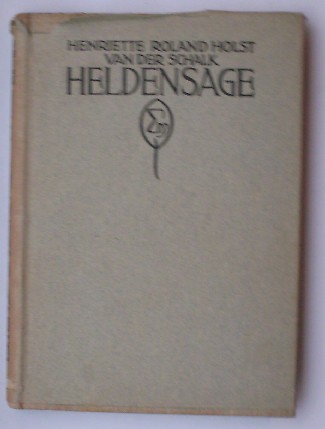 HENRIETTE ROLAND HOLST
VAN DER SCHALK
HELDENSAGE